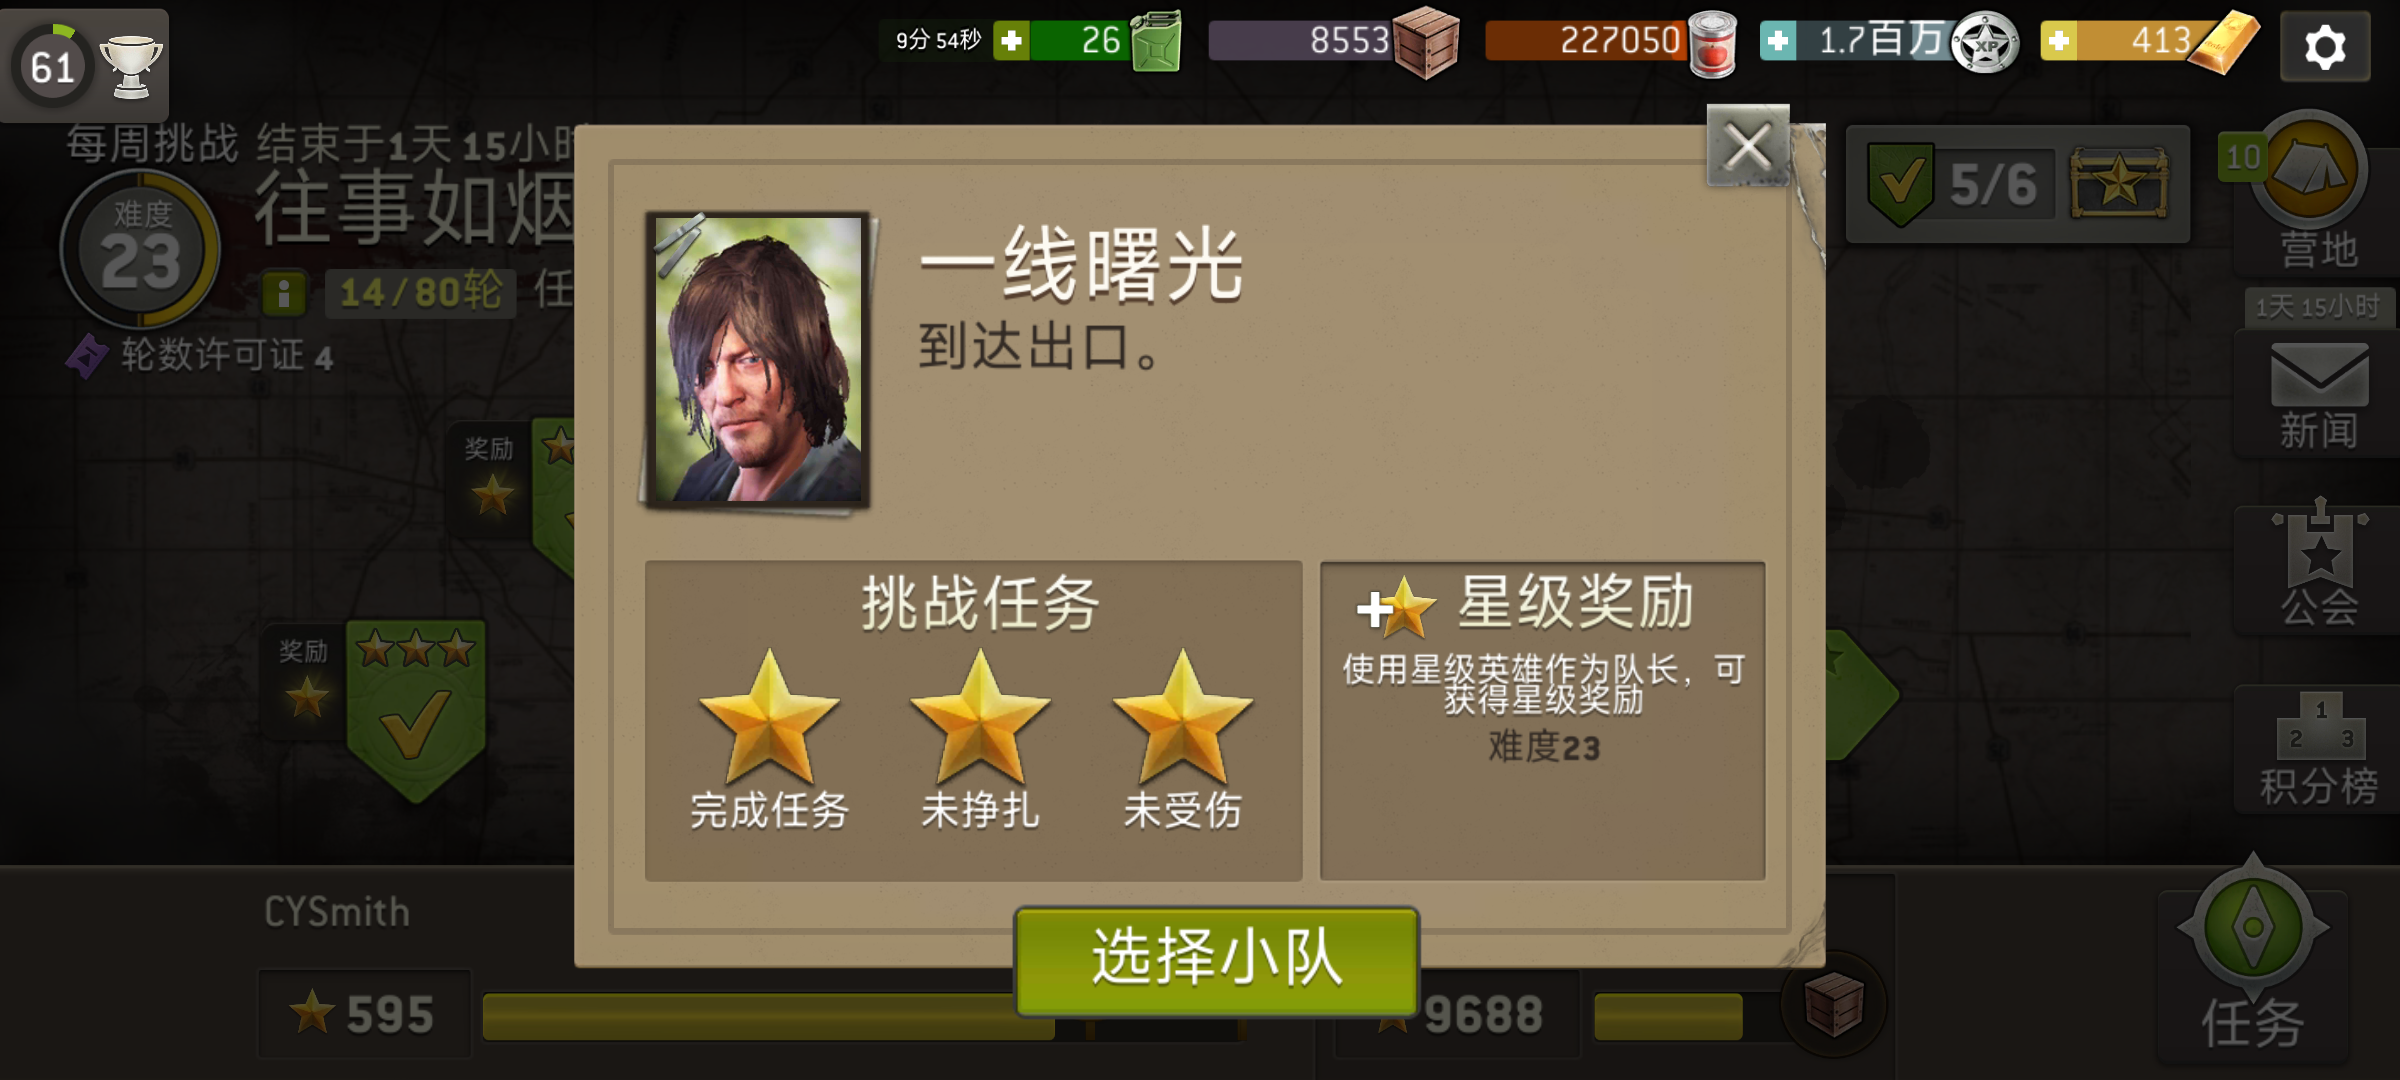 61
9分 54秒
26
8553
227050
1.7百万
XP
413
每周挑战 结束于1天 15小时
难度
23
往事如烟
14/80轮
任
轮数许可证 4
5/6
10
营地
1天 15小时
新闻
公会
1
2 3
积分榜
任务
奖励
奖励
一线曙光
到达出口。
挑战任务
完成任务
未挣扎
未受伤
星级奖励
使用星级英雄作为队长，可
获得星级奖励
难度23
选择小队
CYSmith
595
9688